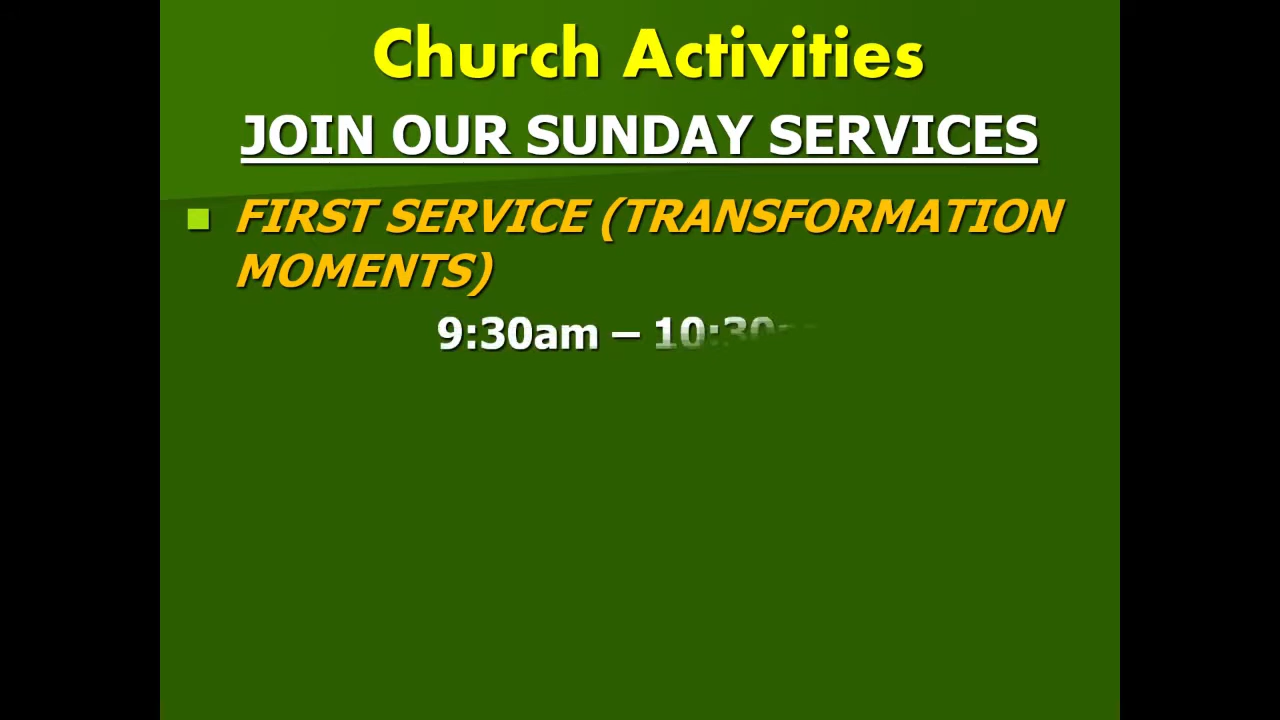 Church Activities
JOIN OUR SUNDAY SERVICES
FIRST SERVICE (TRANSFORMATION
MOMENTS)
9:30am – 10:30